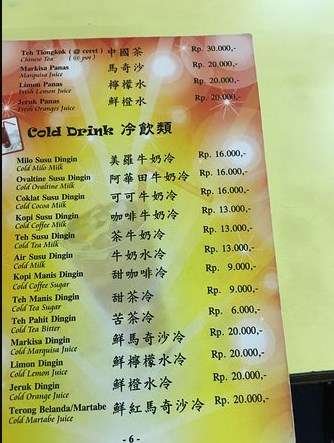 Teh Tiongkok ( @ ceret ) 中國茶 Rp. 30.000,-
Chinese Tea ( @ pot )
Markisa Panas 馬奇沙 Rp. 20.000,-
Marquisa Juice
Limon Panas 檸檬水 Rp. 20.000,-
Fresh Lemon Juice
Jeruk Panas 鮮橙水 Rp. 20.000,-
Fresh Oranges Juice
Cold Drink 冷飲類
Milo Susu Dingin 美羅牛奶冷 Rp. 16.000,-
Cold Milo Milk
Ovaltine Susu Dingin 阿華田牛奶冷 Rp. 16.000,-
Cold Ovaltine Milk
Coklat Susu Dingin 可可牛奶冷 Rp. 16.000,-
Cold Cocoa Milk
Kopi Susu Dingin 咖啡牛奶冷 Rp. 13.000,-
Cold Coffee Milk
Teh Susu Dingin 茶牛奶冷 Rp. 13.000,-
Cold Tea Milk
Air Susu Dingin 牛奶水冷 Rp. 13.000,-
Cold Milk
Kopi Manis Dingin 甜咖啡冷 Rp. 9.000,-
Cold Coffee Sugar
Teh Manis Dingin 甜茶冷 Rp. 9.000,-
Cold Tea Sugar
Teh Pahit Dingin 苦茶冷 Rp. 6.000,-
Cold Tea Bitter
Markisa Dingin 鮮馬奇沙冷 Rp. 20.000,-
Cold Marquisa Juice
Limon Dingin 鮮檸檬水冷 Rp. 20.000,-
Cold Lemon Juice
Jeruk Dingin 鮮橙水冷 Rp. 20.000,-
Cold Orange Juice
Terong Belanda/Martabe 鮮紅馬奇沙冷 Rp. 20.000,-
Cold Martabe Juice
- 6 -